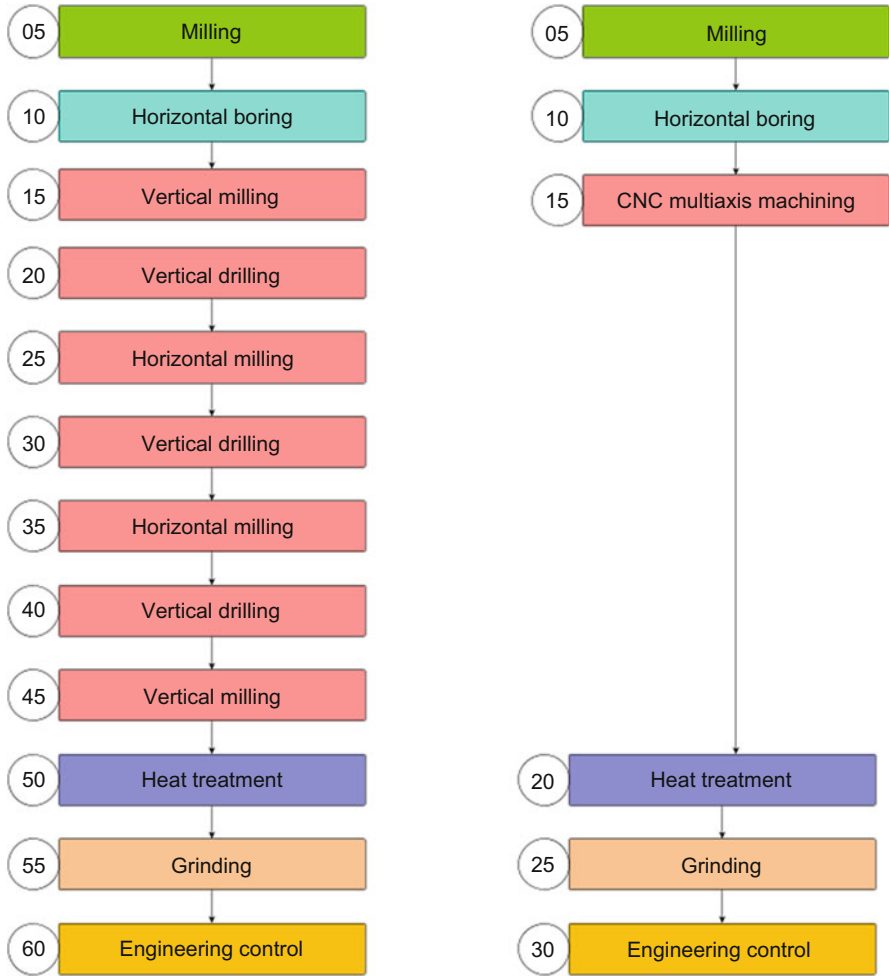 05 Milling
10 Horizontal boring
15 Vertical milling
20 Vertical drilling
25 Horizontal milling
30 Vertical drilling
35 Horizontal milling
40 Vertical drilling
45 Vertical milling
50 Heat treatment
55 Grinding
60 Engineering control
05 Milling
10 Horizontal boring
15 CNC multiaxis machining
20 Heat treatment
25 Grinding
30 Engineering control